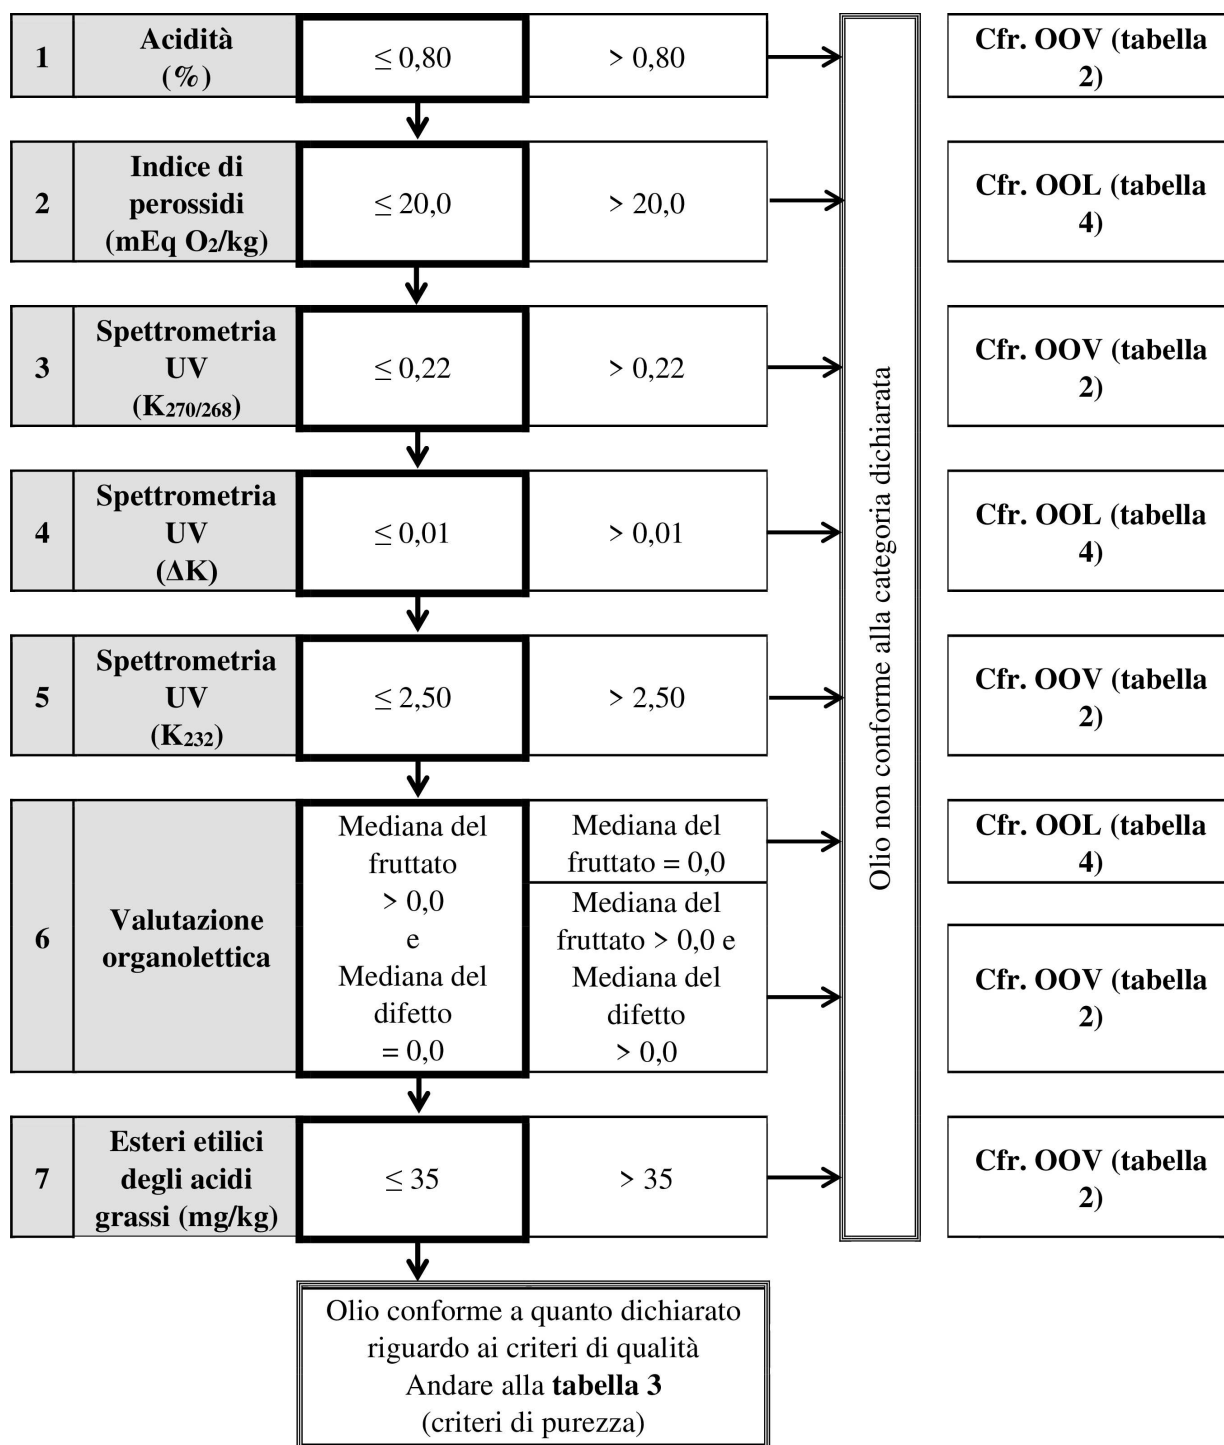 1
Acidità
(%)
≤ 0,80
> 0,80
Cfr. OOV (tabella
2)
2
Indice di
perossidi
(mEq O₂/kg)
≤ 20,0
> 20,0
Cfr. OOL (tabella
4)
3
Spettrometria
UV
(K₂₇₀/₂₆₈)
≤ 0,22
> 0,22
Cfr. OOV (tabella
2)
4
Spettrometria
UV
(ΔK)
≤ 0,01
> 0,01
Cfr. OOL (tabella
4)
5
Spettrometria
UV
(K₂₃₂)
≤ 2,50
> 2,50
Cfr. OOV (tabella
2)
6
Valutazione
organolettica
Mediana del
fruttato
> 0,0
e
Mediana del
difetto
= 0,0
Mediana del
fruttato = 0,0
Cfr. OOL (tabella
4)
Mediana del
fruttato > 0,0 e
Mediana del
difetto
> 0,0
Cfr. OOV (tabella
2)
7
Esteri etilici
degli acidi
grassi (mg/kg)
≤ 35
> 35
Cfr. OOV (tabella
2)
Olio non conforme alla categoria dichiarata
Olio conforme a quanto dichiarato
riguardo ai criteri di qualità
Andare alla tabella 3
(criteri di purezza)